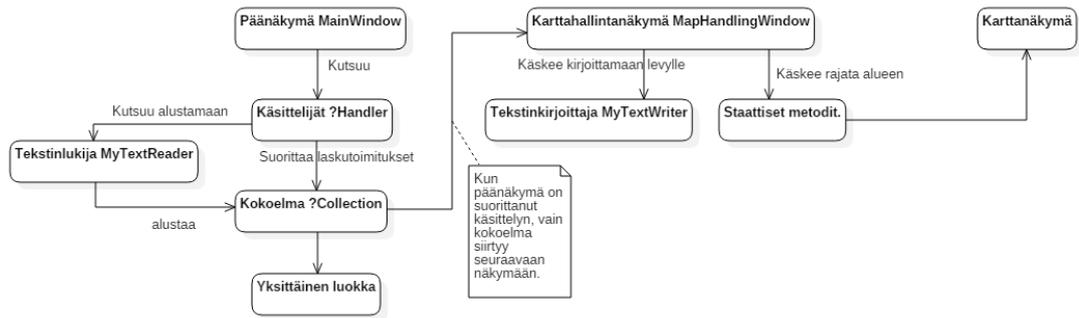 Päänäkymä MainWindow
Kutsuu
Käsittelijät ?Handler
Kutsuu alustamaan
Tekstinlukija MyTextReader
Suorittaa laskutoimitukset
alustaa
Kokoelma ?Collection
Yksittäinen luokka
Kun
päänäkymä on
suorittanut
käsittelyn, vain
kokoelma
siirtyy
seuraavaan
näkymään.
Karttahallintanäkymä MapHandlingWindow
Käskee kirjoittamaan levylle
Tekstinkirjoittaja MyTextWriter
Käskee rajata alueen
Staattiset metodit.
Karttanäkymä